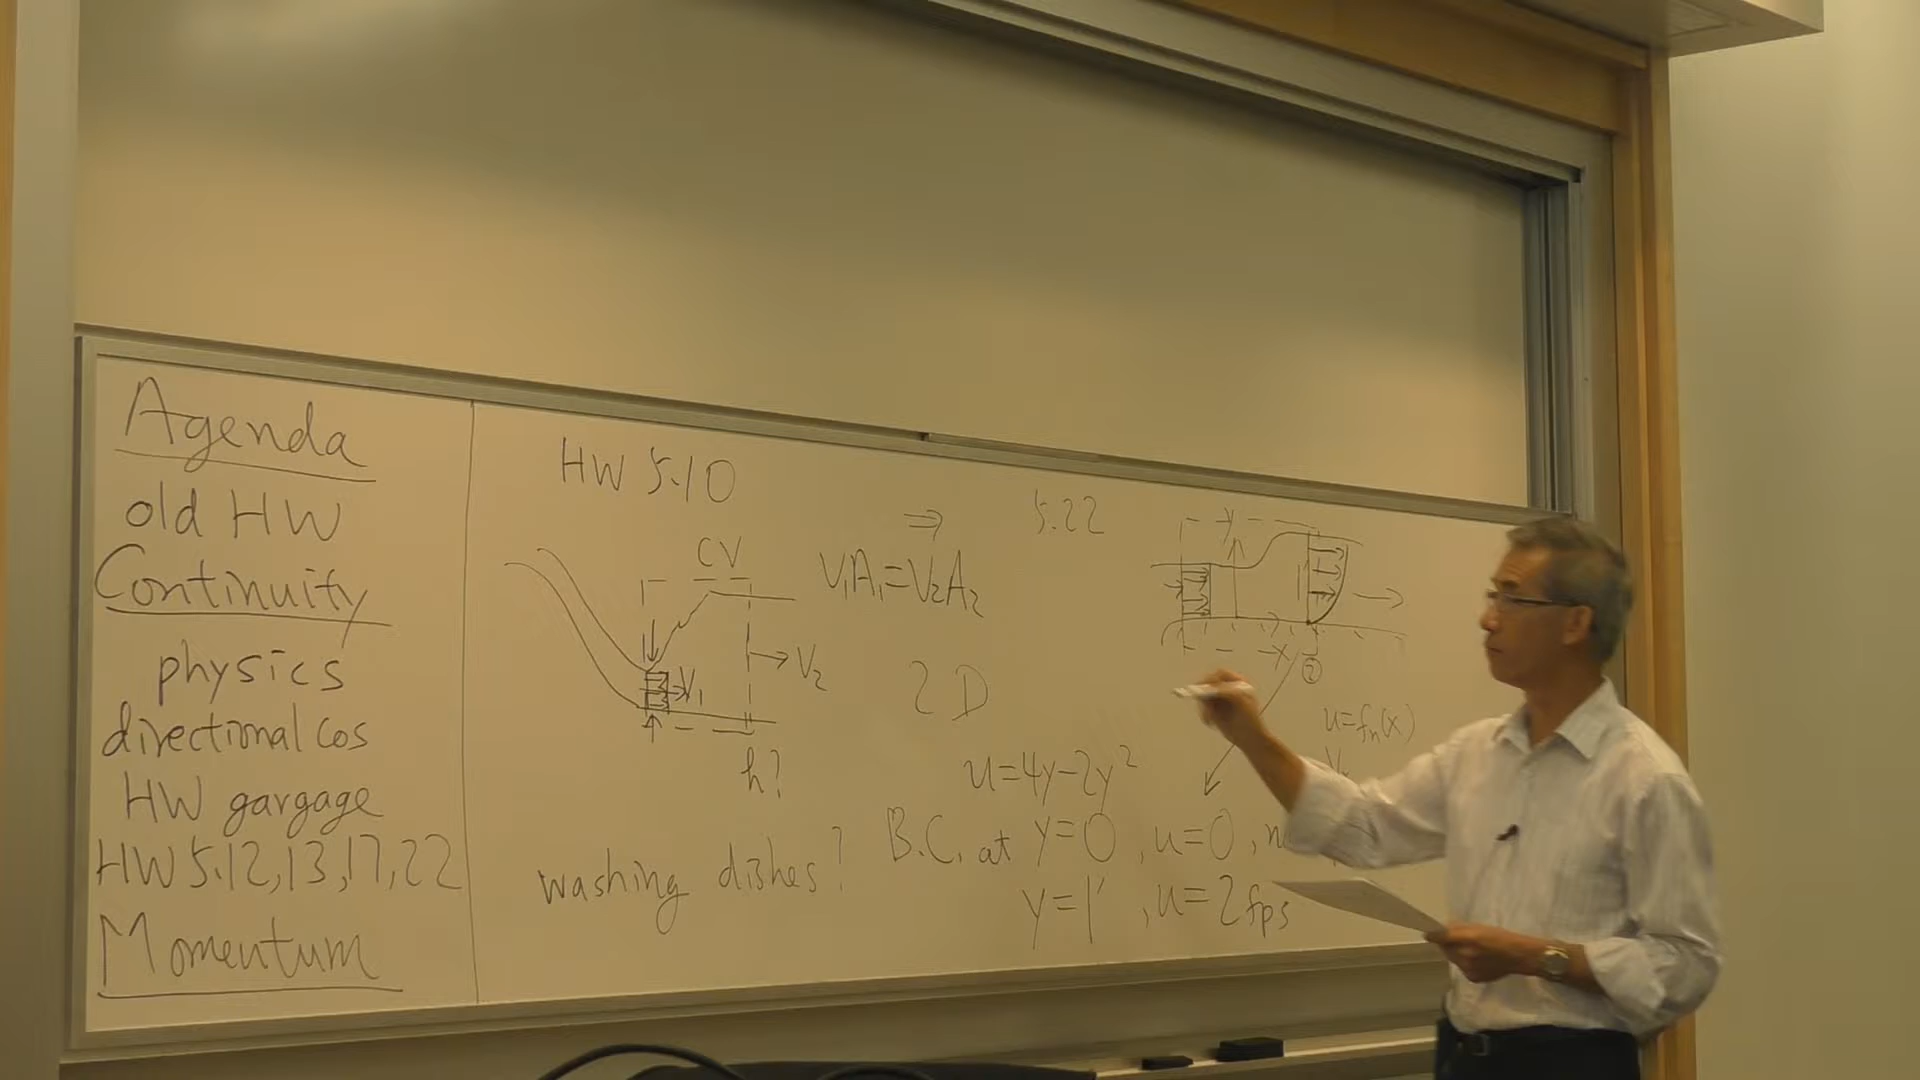 Agenda
old HW
Continuity
physics
directional cos
HW gargage
HW 5.12,13,17,22
Momentum
HW 5.10
CV
V₁
V₂
h?
washing dishes?
⇒
V₁A₁=V₂A₂
2D
5.22
y
x
②
u=fn(x)
u=4y-2y²
B.C. at y=0, u=0,
y=1', u=2fps